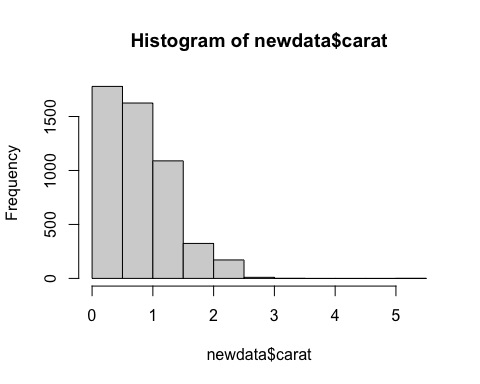 Histogram of newdata$carat
Frequency
1500
1000
500
0
0 1 2 3 4 5
newdata$carat